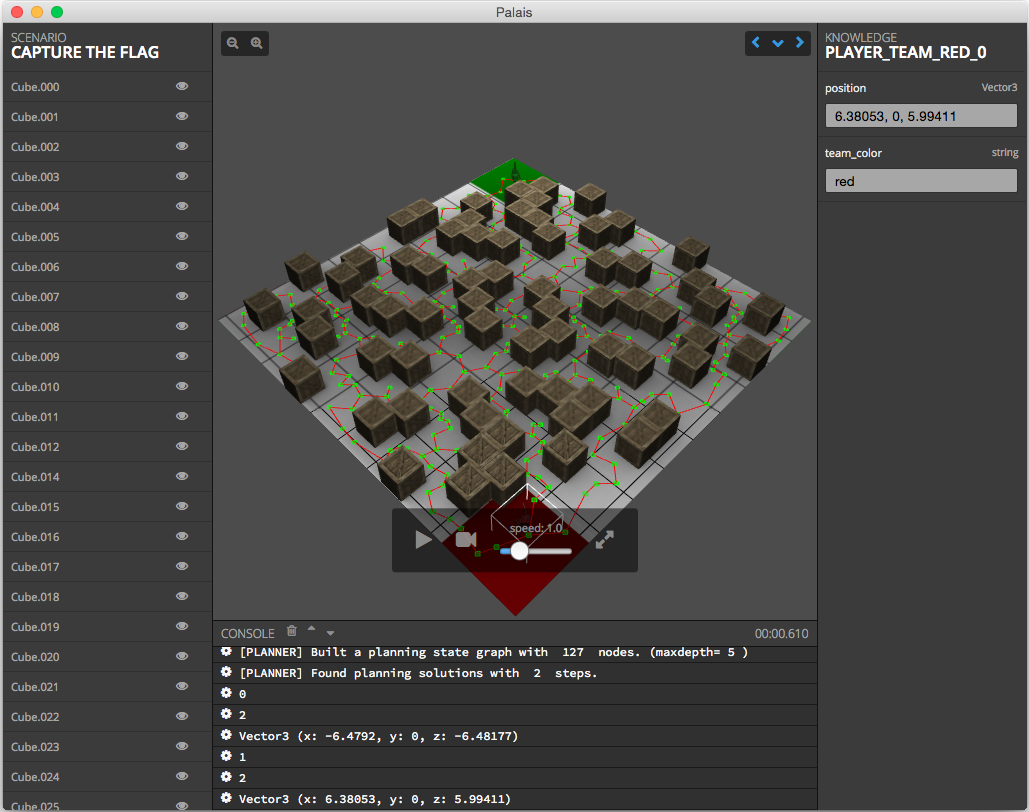 Palais
SCENARIO
CAPTURE THE FLAG
Cube.000
Cube.001
Cube.002
Cube.003
Cube.004
Cube.005
Cube.006
Cube.007
Cube.008
Cube.009
Cube.010
Cube.011
Cube.012
Cube.014
Cube.015
Cube.016
Cube.017
Cube.018
Cube.019
Cube.020
Cube.021
Cube.022
Cube.023
Cube.024
Cube.025
speed: 1.0
CONSOLE 00:00.610
[PLANNER] Built a planning state graph with 127 nodes. (maxdepth= 5 )
[PLANNER] Found planning solutions with 2 steps.
0
2
Vector3 (x: -6.4792, y: 0, z: -6.48177)
1
2
Vector3 (x: 6.38053, y: 0, z: 5.99411)
KNOWLEDGE
PLAYER_TEAM_RED_0
position Vector3
6.38053, 0, 5.99411
team_color string
red